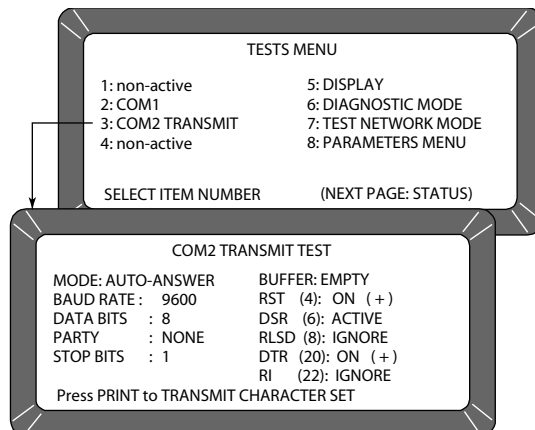 TESTS MENU
1: non-active 5: DISPLAY
2: COM1 6: DIAGNOSTIC MODE
3: COM2 TRANSMIT 7: TEST NETWORK MODE
4: non-active 8: PARAMETERS MENU
SELECT ITEM NUMBER (NEXT PAGE: STATUS)
COM2 TRANSMIT TEST
MODE: AUTO-ANSWER BUFFER: EMPTY
BAUD RATE : 9600 RST (4): ON ( + )
DATA BITS : 8 DSR (6): ACTIVE
PARTY : NONE RLSD (8): IGNORE
STOP BITS : 1 DTR (20): ON ( + )
RI (22): IGNORE
Press PRINT to TRANSMIT CHARACTER SET